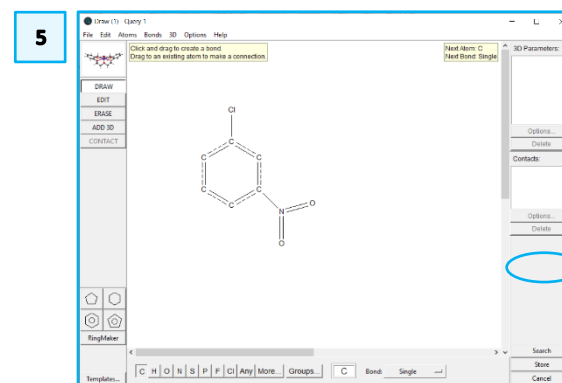 5
Draw (1) - Query 1
File Edit Atoms Bonds 3D Options Help
Click and drag to create a bond.
Drag to an existing atom to make a connection.
Next Atom: C
Next Bond: Single
3D Parameters:
DRAW
EDIT
ERASE
ADD 3D
CONTACT
Options...
Delete
Contacts:
Options...
Delete
Cl
C
C
C
C
C
C
N
O
O
RingMaker
Templates...
C H O N S P F Cl Any More... Groups... C Bond: Single
Search
Store
Cancel